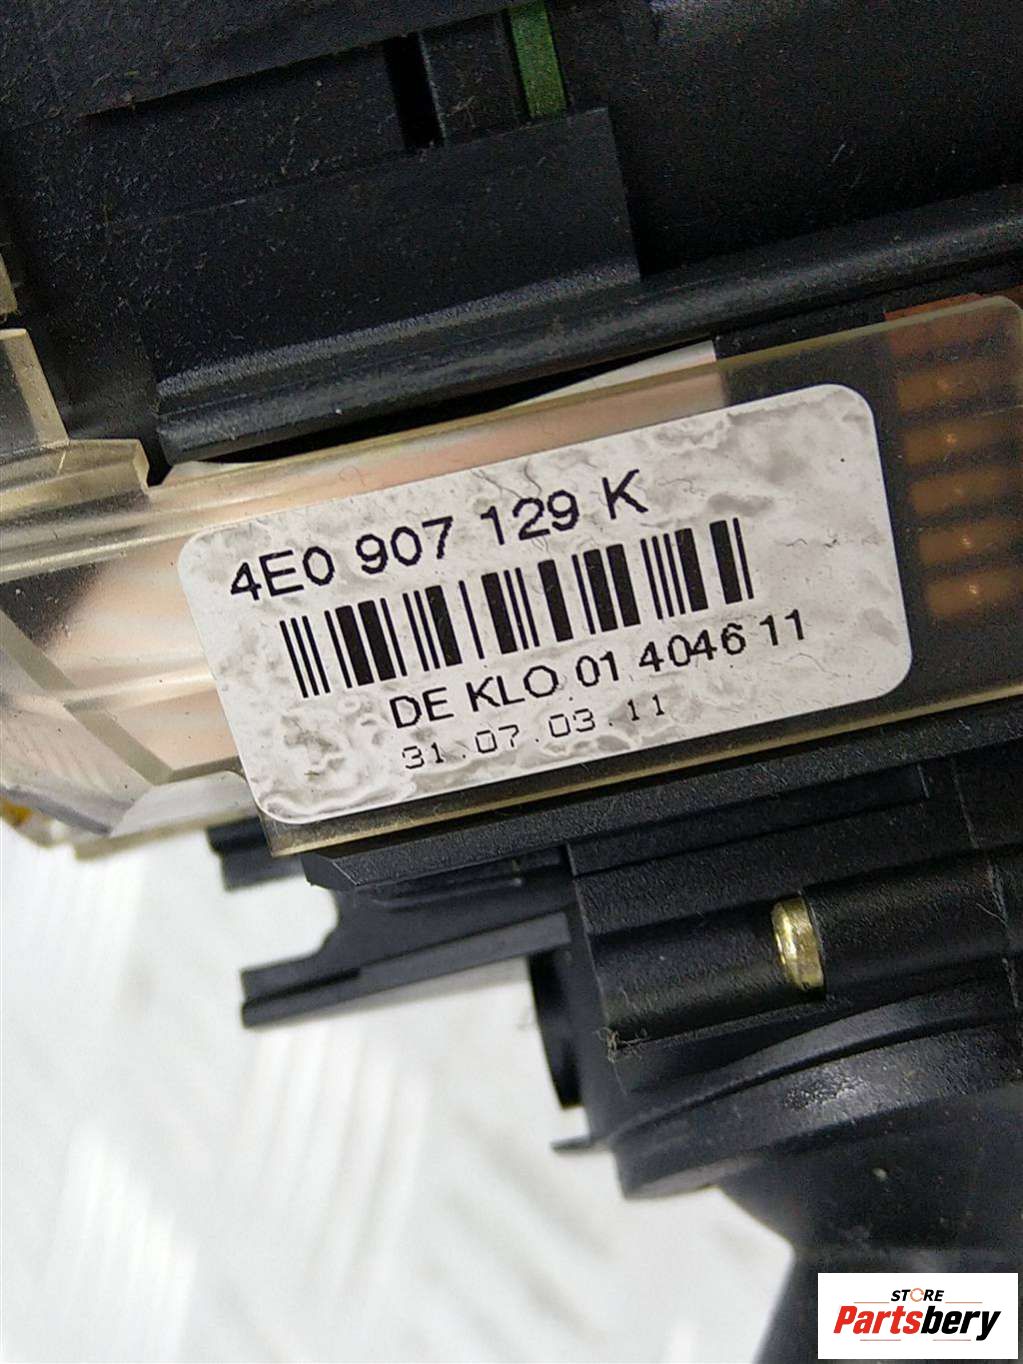 4E0 907 129 K
DE KLO 01 4046 11
31.07.03.11
STORE
Partsbery